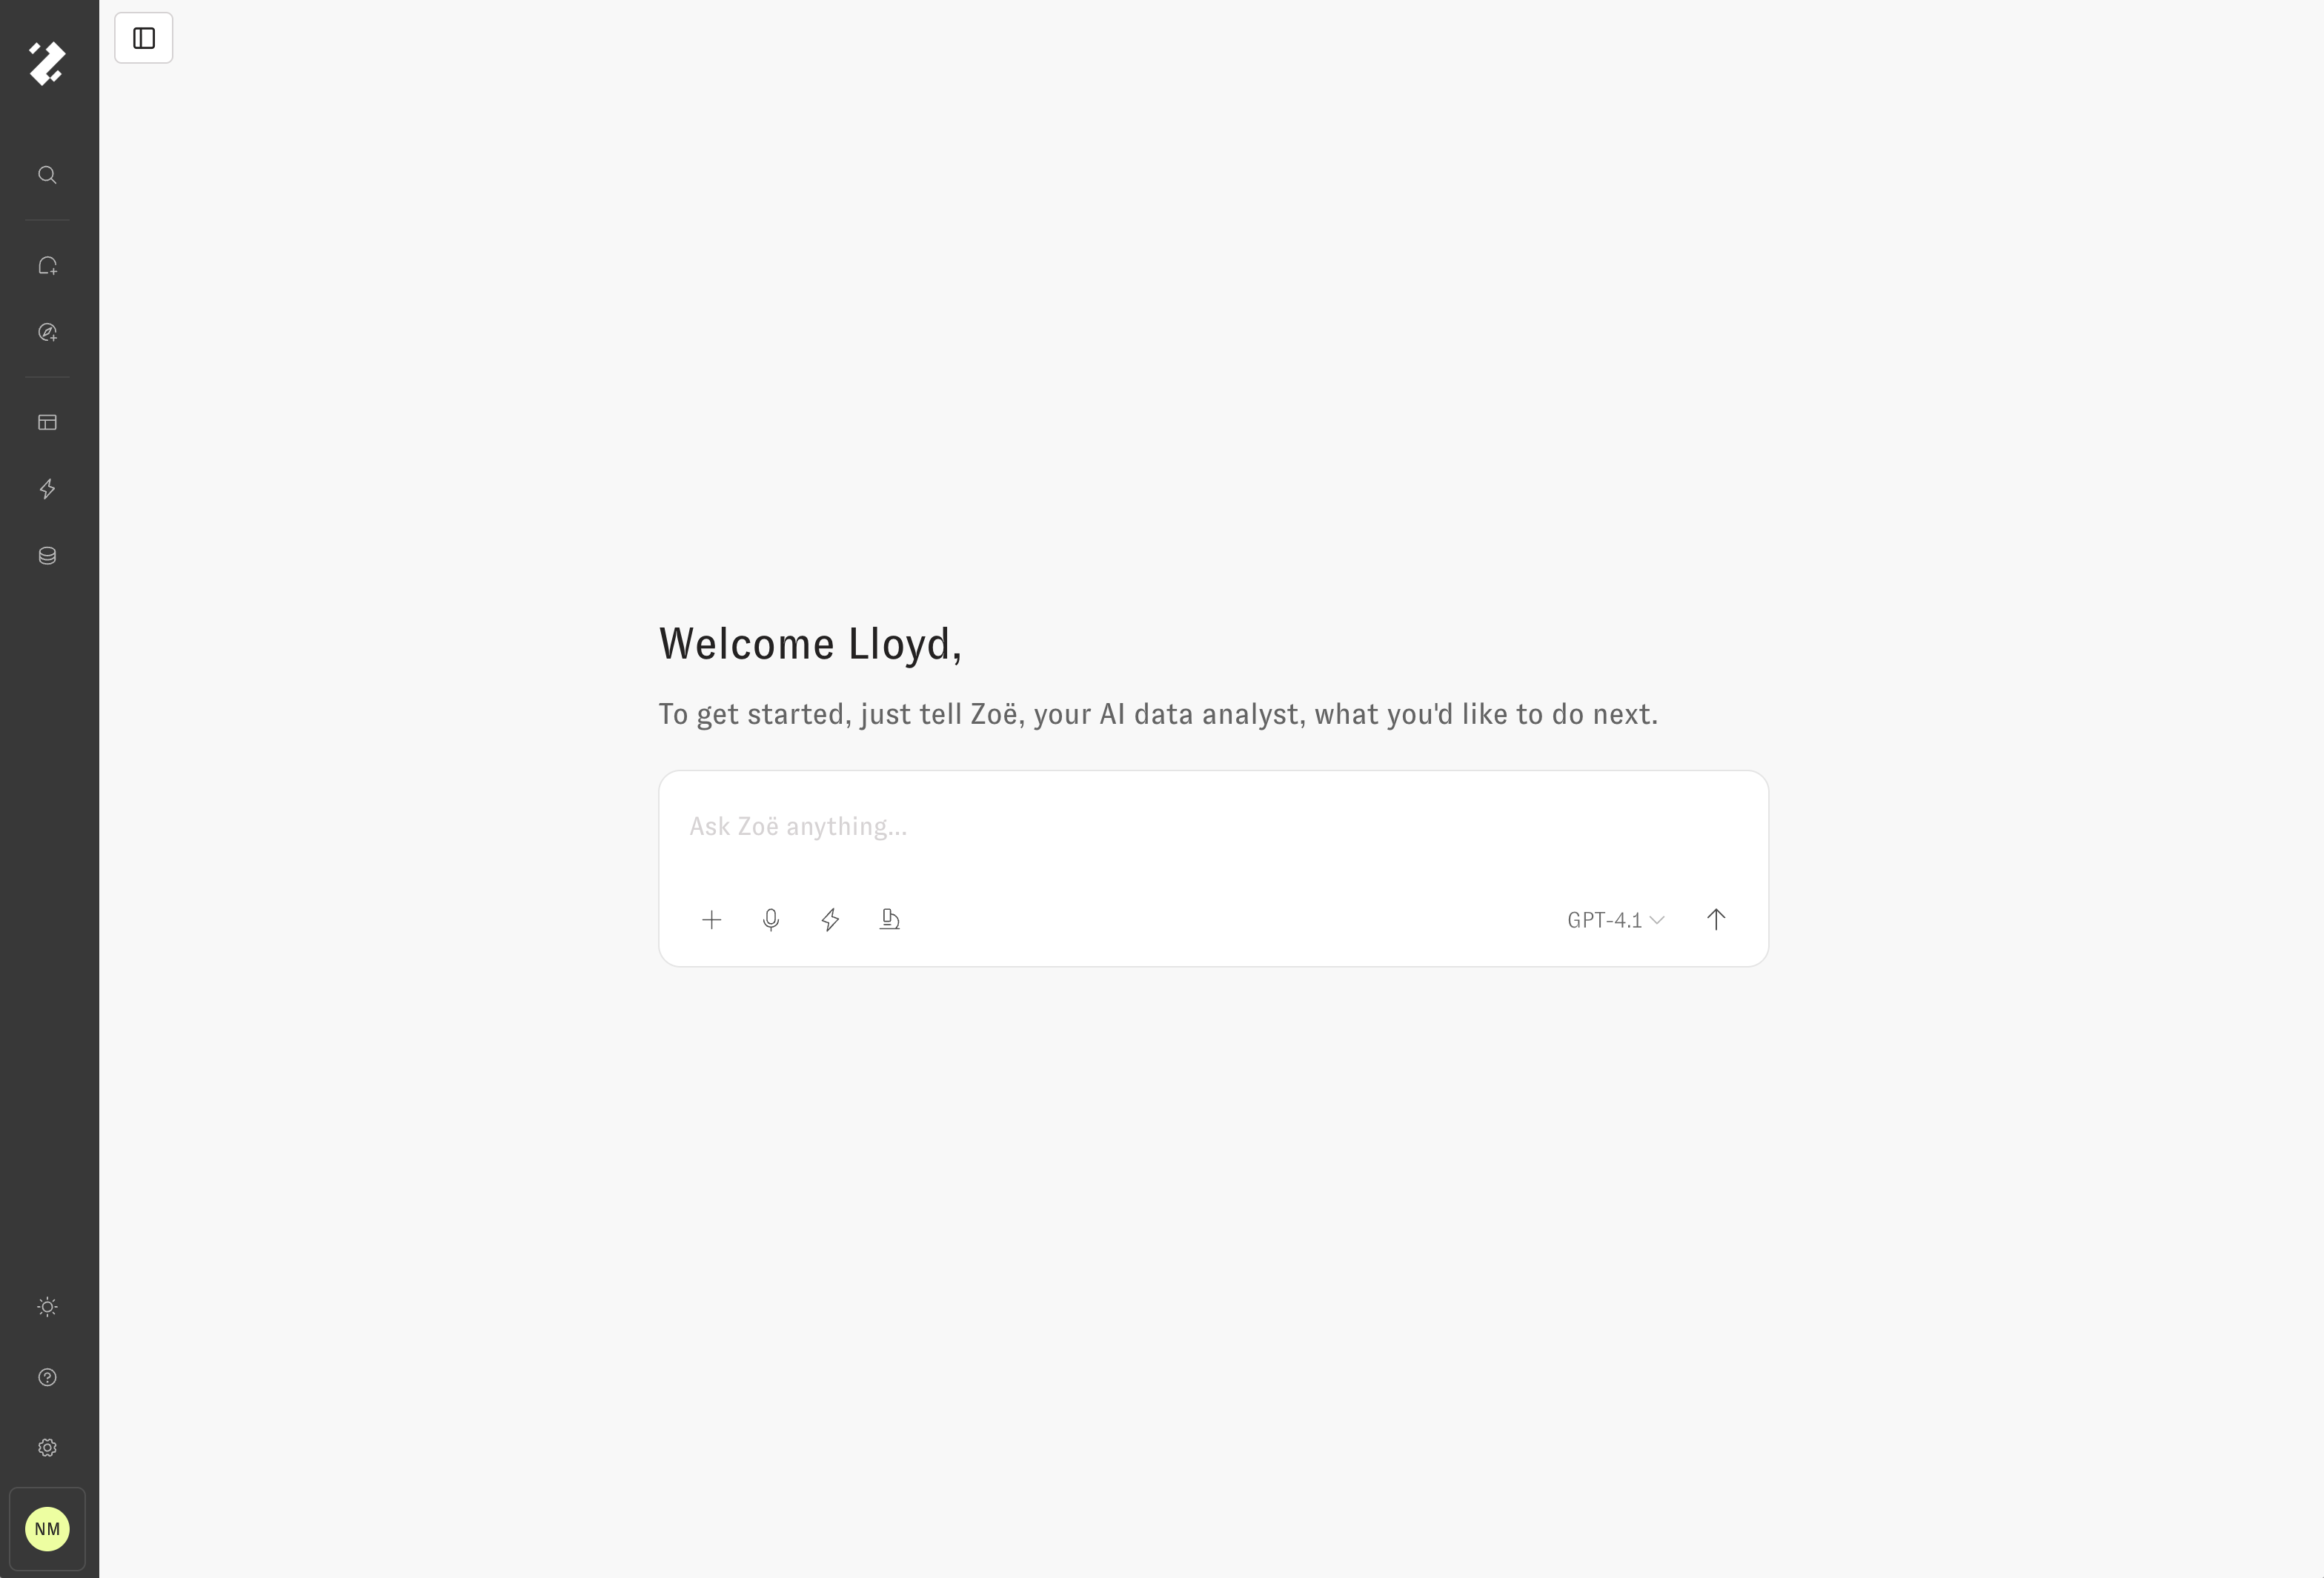 Welcome Lloyd,
To get started, just tell Zoë, your AI data analyst, what you'd like to do next.
Ask Zoë anything...
GPT-4.1
NM